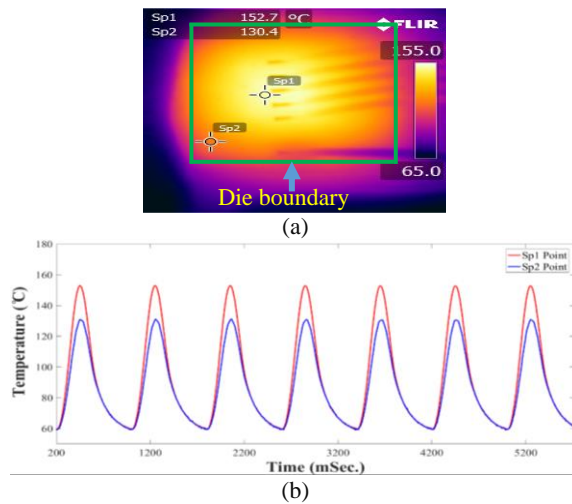 Sp1 152.7 °C
Sp2 130.4
FLIR
155.0
Sp1
Sp2
65.0
Die boundary
(a)
180
160
140
120
100
80
60
Temperature (℃)
Sp1 Point
Sp2 Point
200 1200 2200 3200 4200 5200
Time (mSec.)
(b)